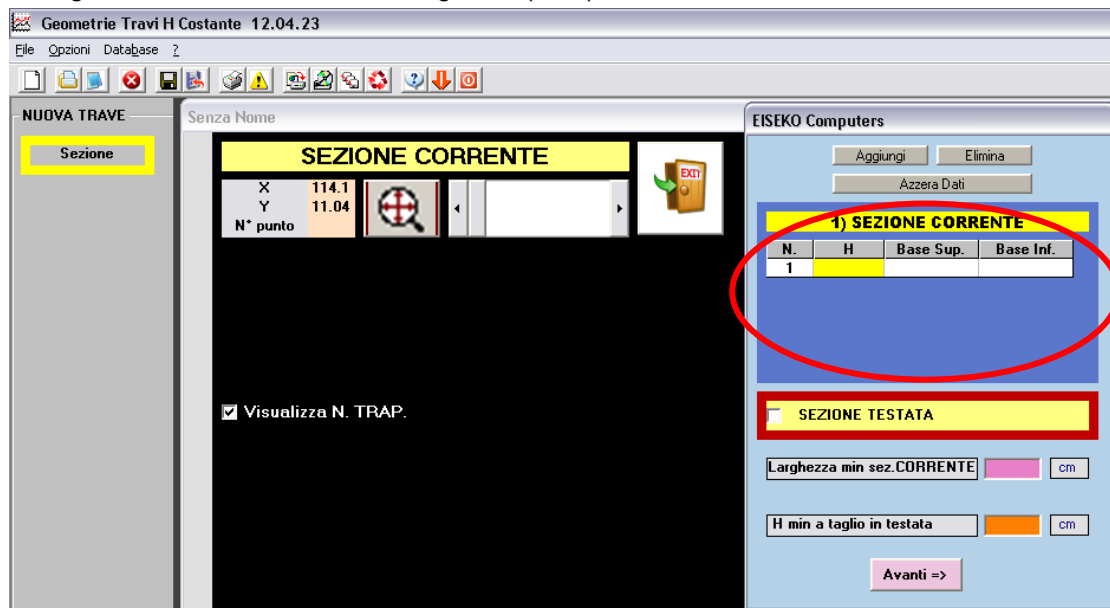 Geometrie Travi H Costante 12.04.23
File Opzioni Database ?
NUOVA TRAVE
Sezione
Senza Nome
SEZIONE CORRENTE
X 114.1
Y 11.04
N° punto
EXIT
Visualizza N. TRAP.
EISEKO Computers
Aggiungi Elimina
Azzera Dati
1) SEZIONE CORRENTE
N. H Base Sup. Base Inf.
1
SEZIONE TESTATA
Larghezza min sez.CORRENTE cm
H min a taglio in testata cm
Avanti =>